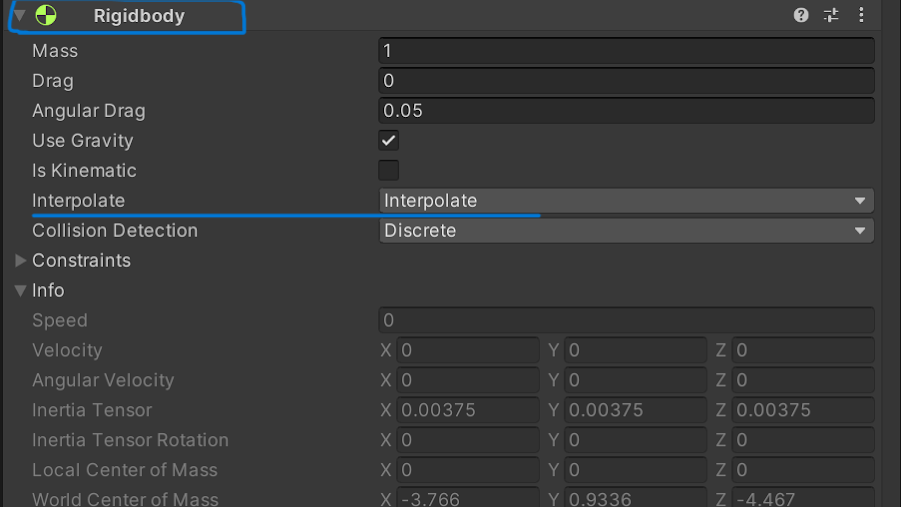 Rigidbody
Mass 1
Drag 0
Angular Drag 0.05
Use Gravity
Is Kinematic
Interpolate Interpolate
Collision Detection Discrete
Constraints
Info
Speed 0
Velocity X 0 Y 0 Z 0
Angular Velocity X 0 Y 0 Z 0
Inertia Tensor X 0.00375 Y 0.00375 Z 0.00375
Inertia Tensor Rotation X 0 Y 0 Z 0
Local Center of Mass X 0 Y 0 Z 0
World Center of Mass X -3.766 Y 0.9336 Z -4.467